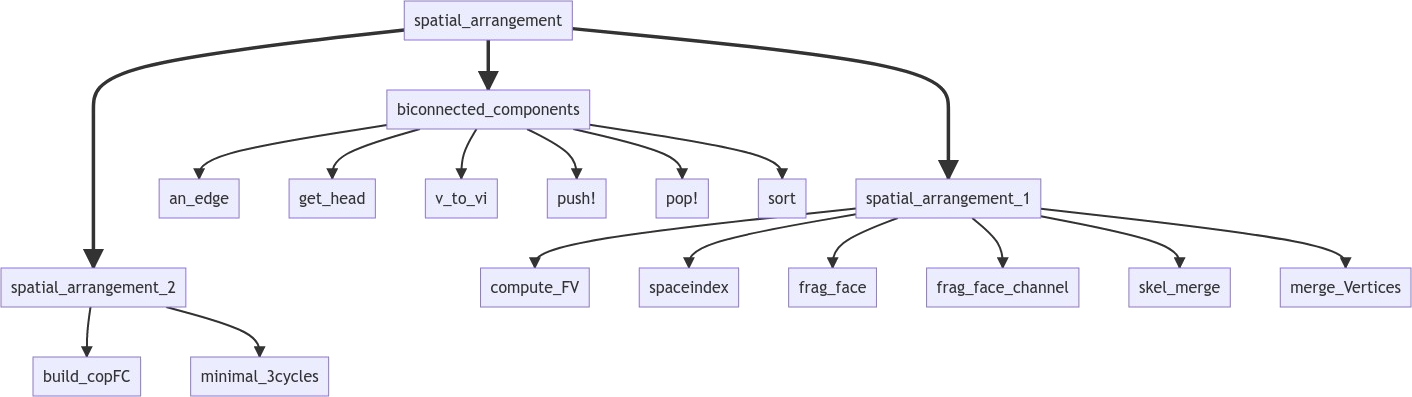 spatial_arrangement
biconnected_components
an_edge
get_head
v_to_vi
push!
pop!
sort
spatial_arrangement_1
spatial_arrangement_2
compute_FV
spaceindex
frag_face
frag_face_channel
skel_merge
merge_Vertices
build_copFC
minimal_3cycles